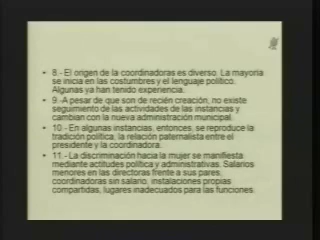 • 8.- El origen de la coordinadoras es diverso. La mayoría
se inicia en las costumbres y el lenguaje político.
Algunas ya han tenido experiencia.
• 9.-A pesar de que son de recién creación, no existe
seguimiento de las actividades de las instancias y
cambian con la nueva administración municipal.
• 10.- En algunas instancias, entonces, se reproduce la
tradición política, la relación paternalista entre el
presidente y la coordinadora.
• 11.- La discriminación hacia la mujer se manifiesta
mediante actitudes política y administrativas. Salarios
menores en las directoras frente a sus pares,
coordinadoras sin salario, instalaciones propias
compartidas, lugares inadecuados para las funciones.